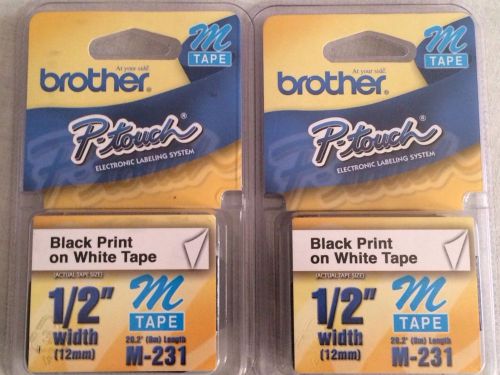 At your side.
brother
M
TAPE
P-touch
ELECTRONIC LABELING SYSTEM
Black Print
on White Tape
(ACTUAL TAPE SIZE)
1/2"
width
(12mm)
M
TAPE
26.2' (8m) Length
M-231
At your side.
brother
M
TAPE
P-touch
ELECTRONIC LABELING SYSTEM
Black Print
on White Tape
(ACTUAL TAPE SIZE)
1/2"
width
(12mm)
M
TAPE
26.2' (8m) Length
M-231